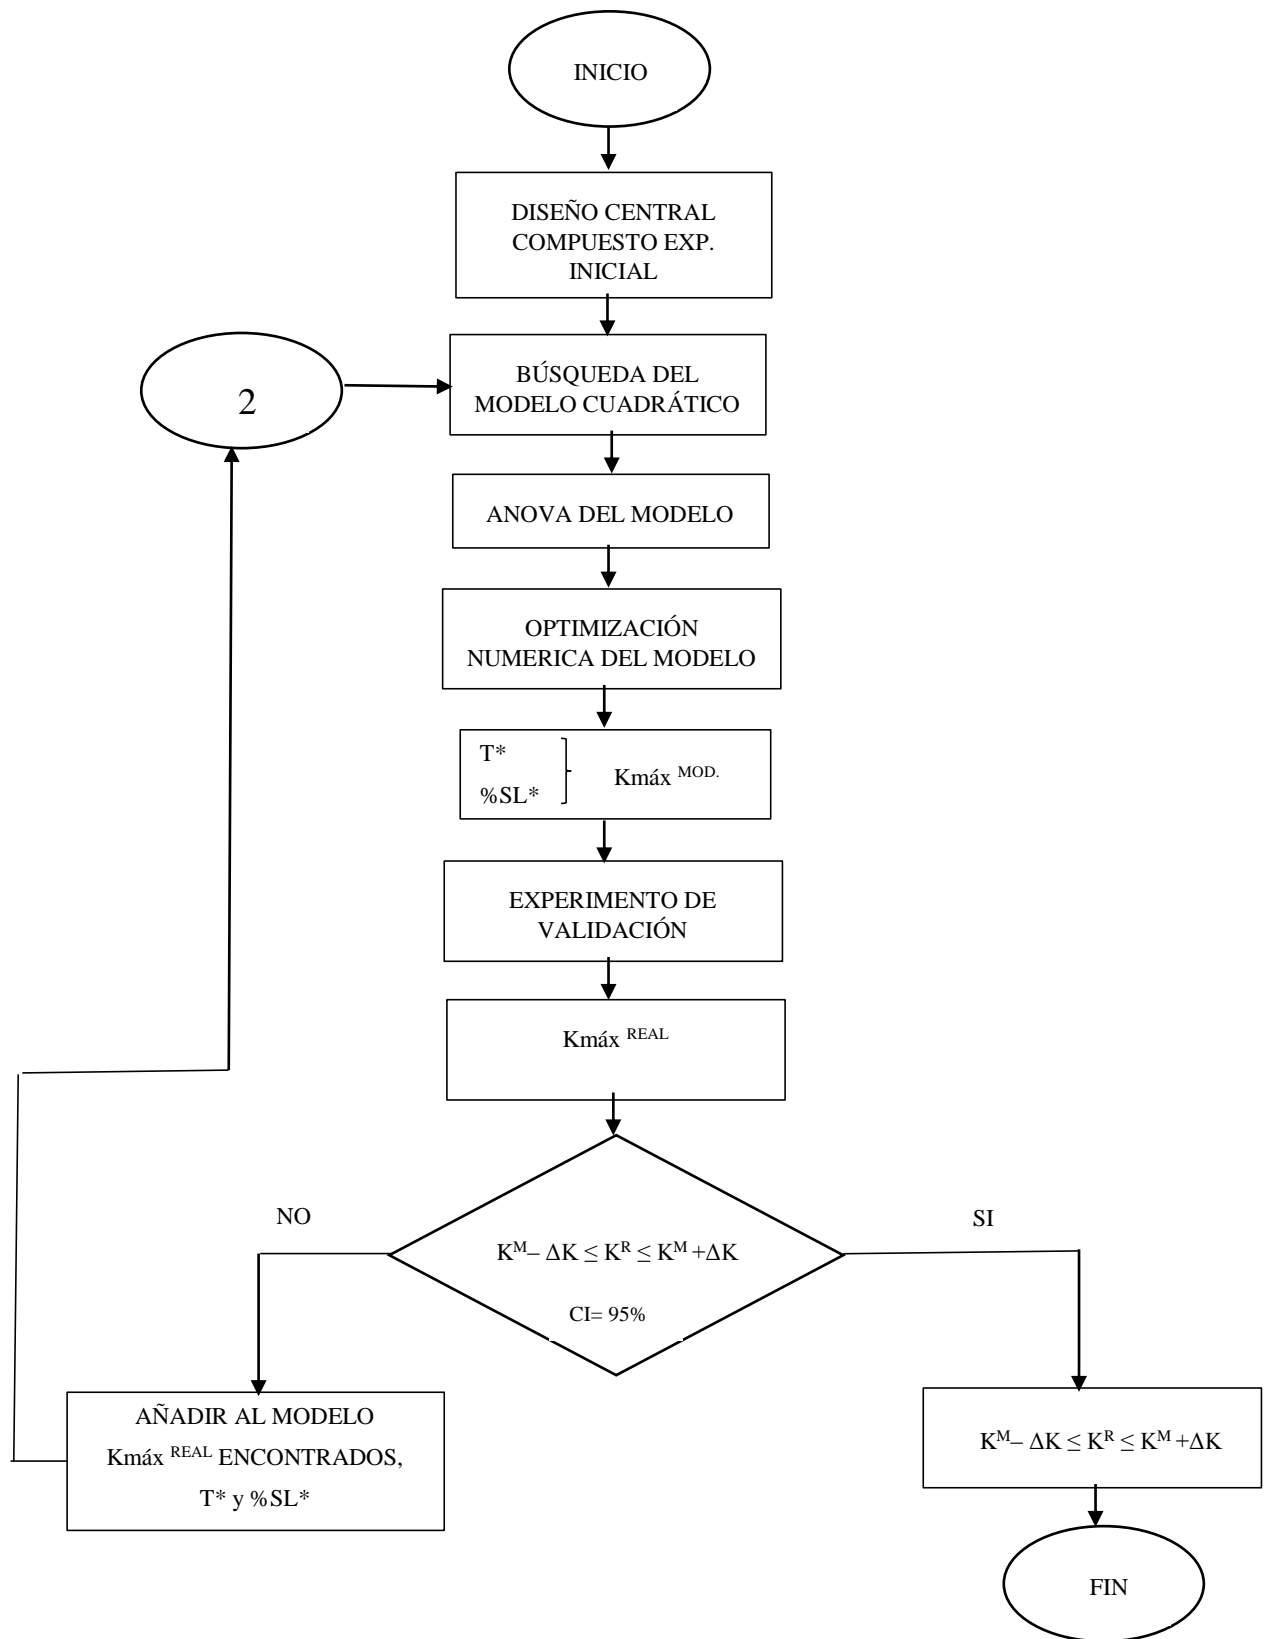 INICIO
DISEÑO CENTRAL
COMPUESTO EXP.
INICIAL
2
BÚSQUEDA DEL
MODELO CUADRÁTICO
ANOVA DEL MODELO
OPTIMIZACIÓN
NUMERICA DEL MODELO
T*
%SL*
Kmáx MOD.
EXPERIMENTO DE
VALIDACIÓN
Kmáx REAL
NO
SI
K^M– ΔK ≤ K^R ≤ K^M +ΔK
CI= 95%
AÑADIR AL MODELO
Kmáx REAL ENCONTRADOS,
T* y %SL*
K^M– ΔK ≤ K^R ≤ K^M +ΔK
FIN